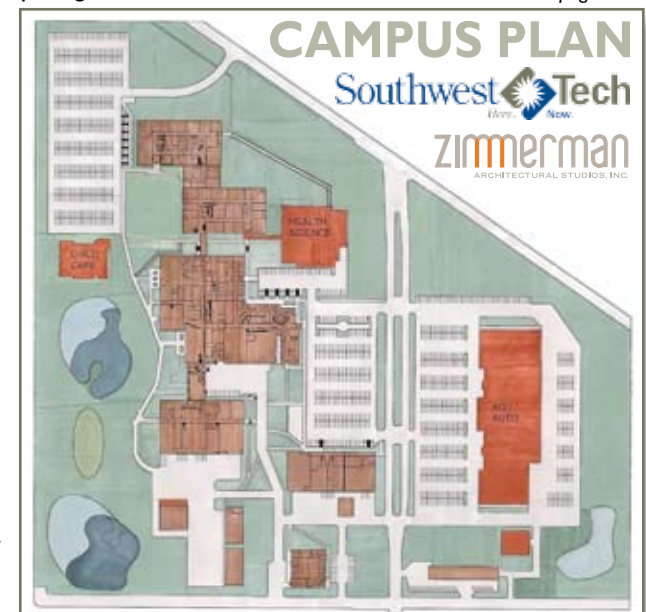 CAMPUS PLAN
Southwest Tech
Here. Now.
zimmerman
ARCHITECTURAL STUDIOS, INC.
HEALTH
SCIENCE
CHILD
CARE
AG /
AUTO